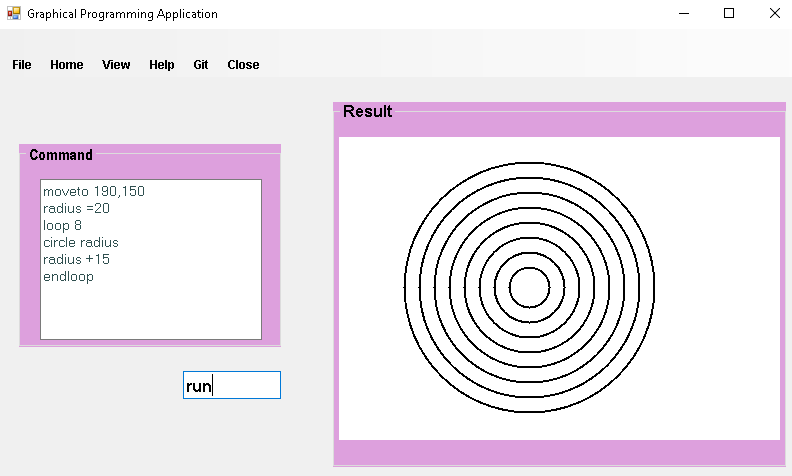 Graphical Programming Application
File Home View Help Git Close
Result
Command
moveto 190,150
radius =20
loop 8
circle radius
radius +15
endloop
run